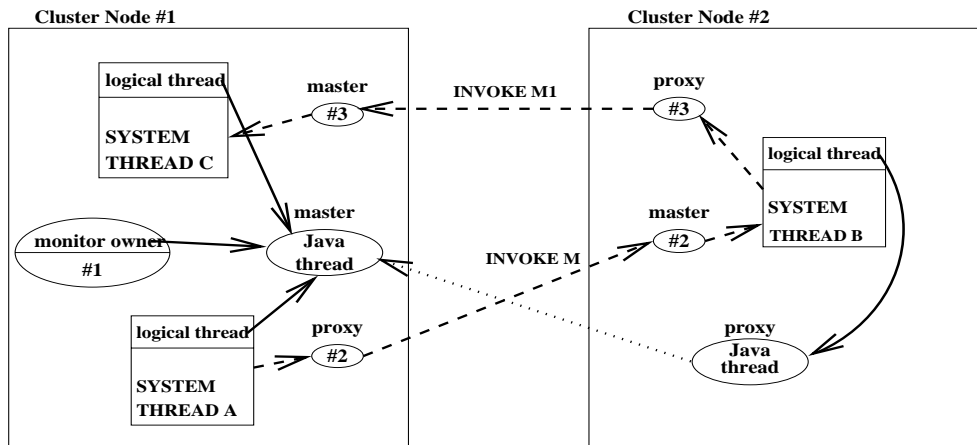 Cluster Node #1
Cluster Node #2
logical thread
SYSTEM
THREAD C
master
#3
INVOKE M1
proxy
#3
logical thread
SYSTEM
THREAD B
monitor owner
#1
master
Java
thread
INVOKE M
master
#2
logical thread
SYSTEM
THREAD A
proxy
#2
proxy
Java
thread